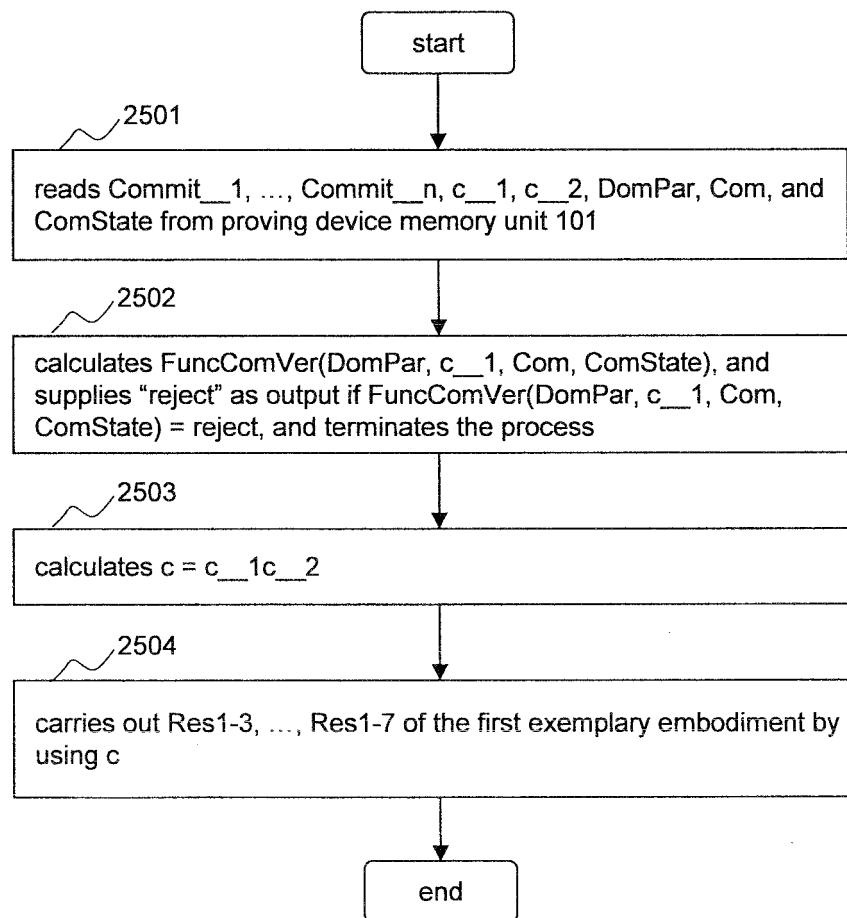 start
2501
reads Commit__1, ..., Commit__n, c__1, c__2, DomPar, Com, and
ComState from proving device memory unit 101
2502
calculates FuncComVer(DomPar, c__1, Com, ComState), and
supplies “reject” as output if FuncComVer(DomPar, c__1, Com,
ComState) = reject, and terminates the process
2503
calculates c = c__1c__2
2504
carries out Res1-3, ..., Res1-7 of the first exemplary embodiment by
using c
end